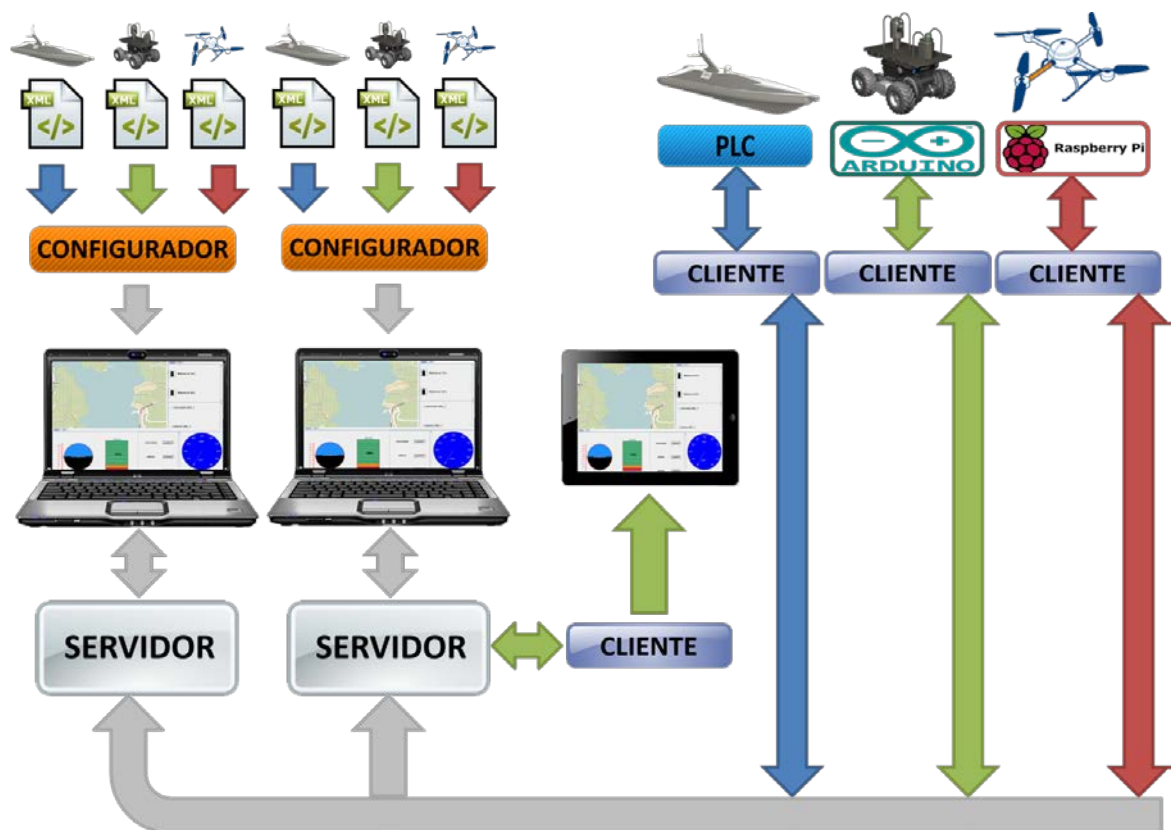 XML
</>
XML
</>
XML
</>
XML
</>
XML
</>
XML
</>
CONFIGURADOR
CONFIGURADOR
PLC
ARDUINO
Raspberry Pi
CLIENTE
CLIENTE
CLIENTE
SERVIDOR
SERVIDOR
CLIENTE